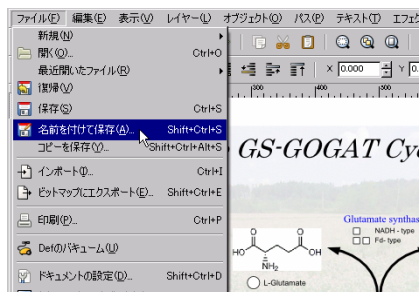 ファイル(F) 編集(E) 表示(V) レイヤー(L) オブジェクト(O) パス(P) テキスト(T)
新規(N)
開く(O)... Ctrl+O
最近開いたファイル(R)
復帰(V)
保存(S) Ctrl+S
名前を付けて保存(A)... Shift+Ctrl+S
コピーを保存(Y)... Shift+Ctrl+Alt+S
インポート(I)... Ctrl+I
ビットマップにエクスポート(E)... Shift+Ctrl+E
印刷(P)... Ctrl+P
Defのバキューム(U)
ドキュメントの設定(D)... Shift+Ctrl+D
× 0.000 Y
300 400 500
GS-GOGAT
Glutamate
NADH - type
Fd- type
HO O O OH
NH2
L-Glutamate